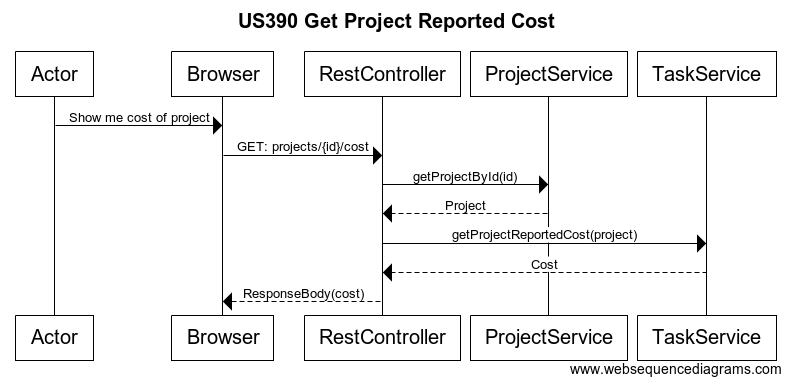 US390 Get Project Reported Cost
Actor Browser RestController ProjectService TaskService
Show me cost of project
GET: projects/{id}/cost
getProjectById(id)
Project
getProjectReportedCost(project)
Cost
ResponseBody(cost)
Actor Browser RestController ProjectService TaskService
www.websequencediagrams.com